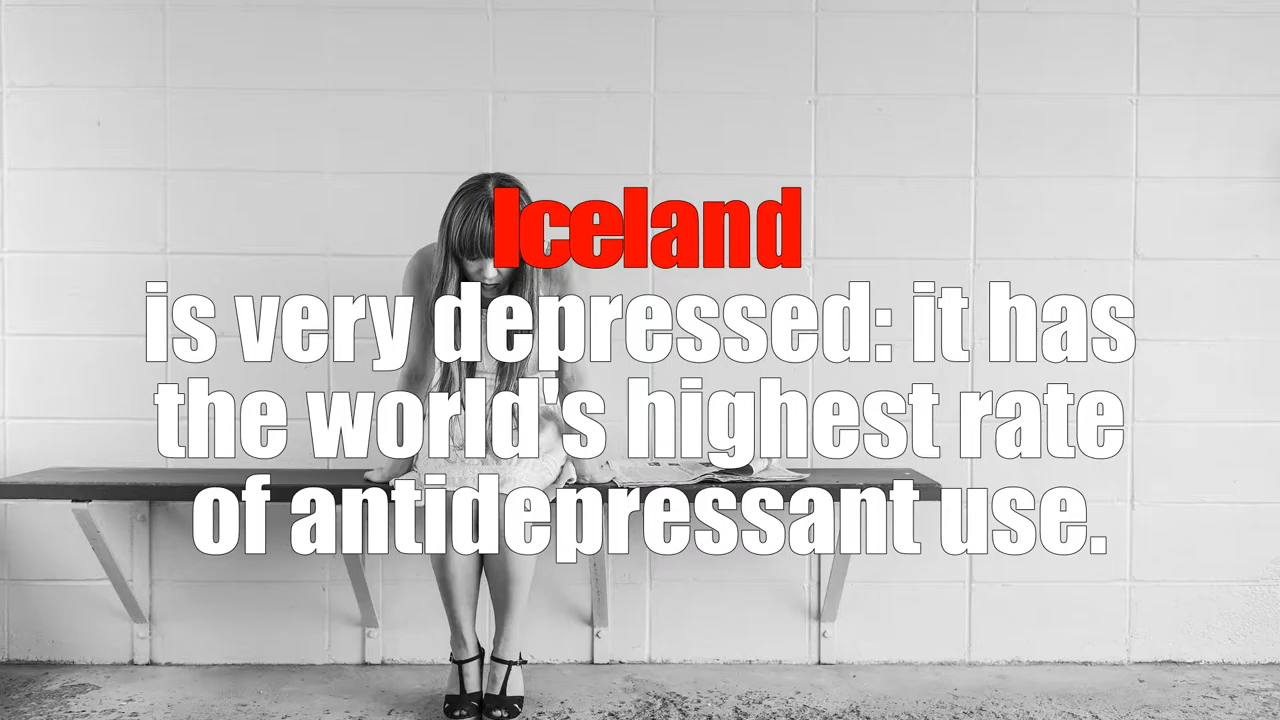 Iceland
is very depressed: it has
the world's highest rate
of antidepressant use.